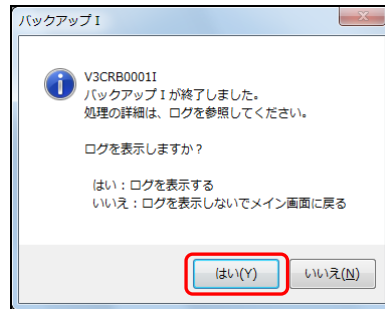 バックアップI
V3CRB0001I
バックアップIが終了しました。
処理の詳細は、ログを参照してください。
ログを表示しますか?
はい:ログを表示する
いいえ:ログを表示しないでメイン画面に戻る
はい(Y)
いいえ(N)